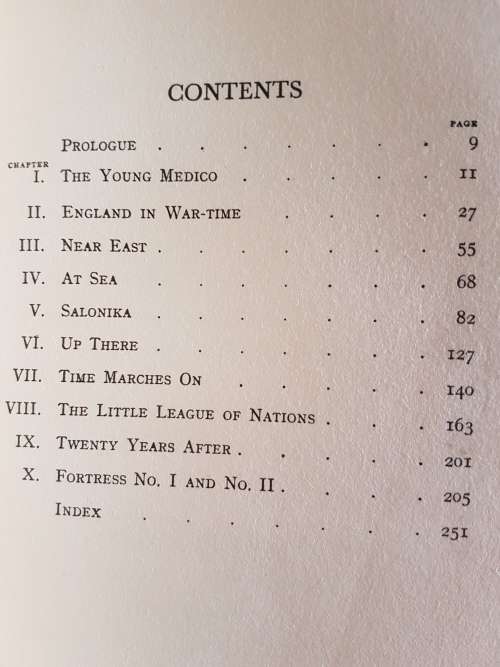 CONTENTS
PAGE
PROLOGUE . . . . . . . 9
CHAPTER
I. THE YOUNG MEDICO . . . . . 11
II. ENGLAND IN WAR-TIME . . . . 27
III. NEAR EAST . . . . . . . 55
IV. AT SEA . . . . . . . 68
V. SALONIKA . . . . . . . 82
VI. UP THERE . . . . . . . 127
VII. TIME MARCHES ON . . . . . 140
VIII. THE LITTLE LEAGUE OF NATIONS . . . . 163
IX. TWENTY YEARS AFTER . . . . . 201
X. FORTRESS NO. I AND NO. II . . . . 205
INDEX . . . . . . . 251